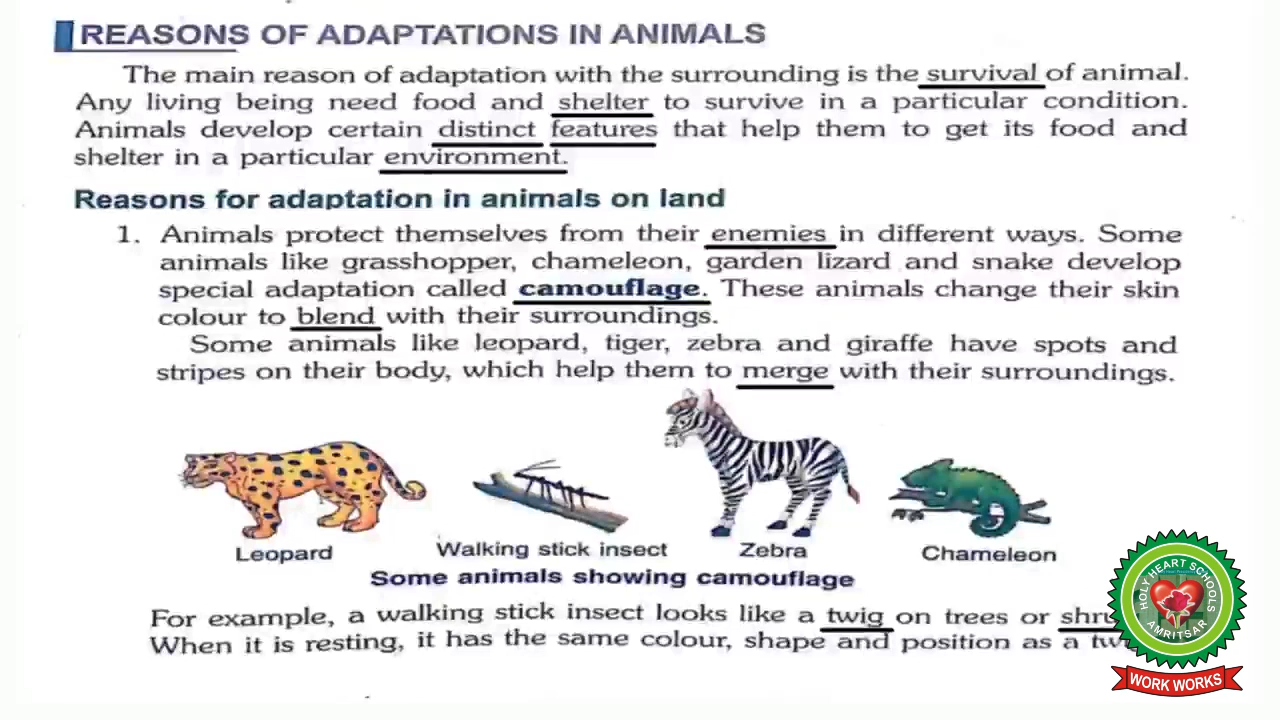 REASONS OF ADAPTATIONS IN ANIMALS
The main reason of adaptation with the surrounding is the survival of animal.
Any living being need food and shelter to survive in a particular condition.
Animals develop certain distinct features that help them to get its food and
shelter in a particular environment.
Reasons for adaptation in animals on land
1. Animals protect themselves from their enemies in different ways. Some
animals like grasshopper, chameleon, garden lizard and snake develop
special adaptation called camouflage. These animals change their skin
colour to blend with their surroundings.
Some animals like leopard, tiger, zebra and giraffe have spots and
stripes on their body, which help them to merge with their surroundings.
Leopard
Walking stick insect
Zebra
Chameleon
Some animals showing camouflage
For example, a walking stick insect looks like a twig on trees or
When it is resting, it has the same colour, shape and position as a
HOLY HEART SCHOOLS
AMRITSAR
WORK WORKS